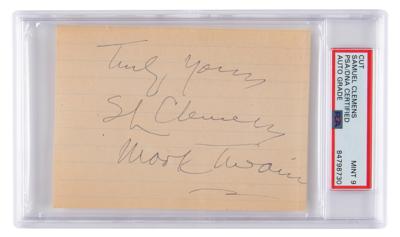 Truly Yours
SL Clemens
Mark Twain
CUT
SAMUEL CLEMENS
PSA/DNA CERTIFIED
AUTO GRADE
MINT 9
84798730